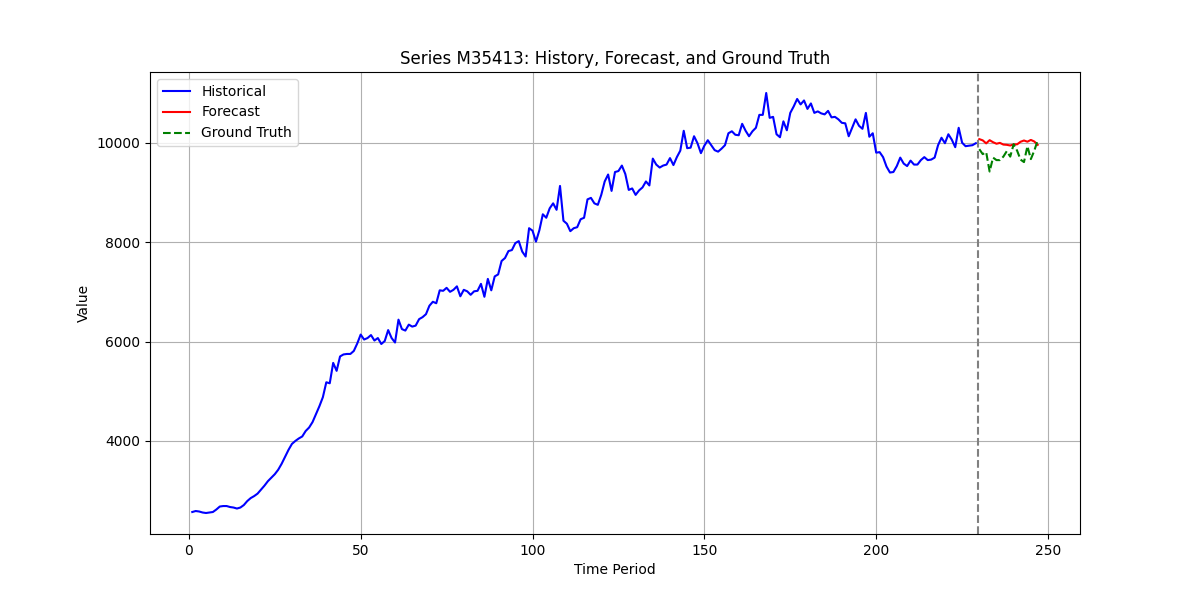 Series M35413: History, Forecast, and Ground Truth
Historical
Forecast
Ground Truth
10000
8000
6000
4000
Value
0
50
100
150
200
250
Time Period